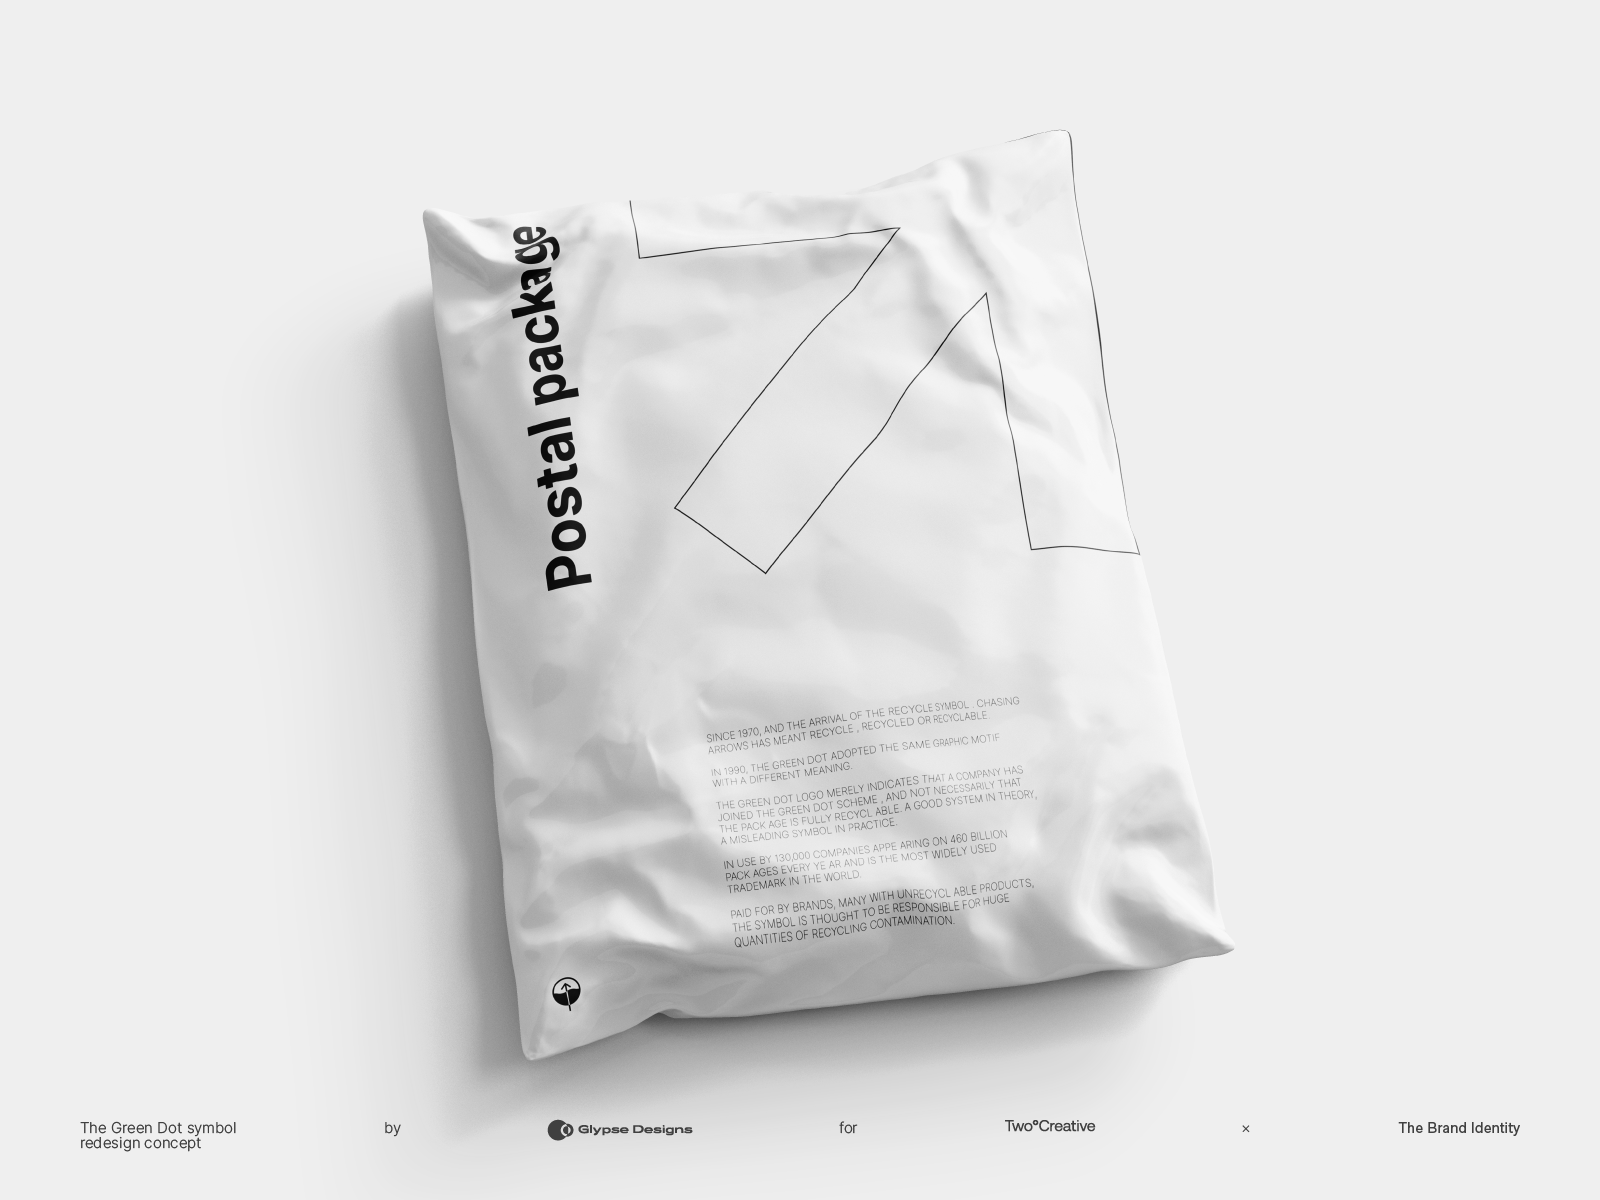 Postal package
SINCE 1970, AND THE ARRIVAL OF THE RECYCLE SYMBOL . CHASING
ARROWS HAS MEANT RECYCLE , RECYCLED OR RECYCLABLE.
IN 1990, THE GREEN DOT ADOPTED THE SAME GRAPHIC MOTIF
WITH A DIFFERENT MEANING.
THE GREEN DOT LOGO MERELY INDICATES THAT A COMPANY HAS
JOINED THE GREEN DOT SCHEME , AND NOT NECESSARILY THAT
THE PACK AGE IS FULLY RECYCL ABLE. A GOOD SYSTEM IN THEORY,
A MISLEADING SYMBOL IN PRACTICE.
IN USE BY 130,000 COMPANIES APPE ARING ON 460 BILLION
PACK AGES EVERY YE AR AND IS THE MOST WIDELY USED
TRADEMARK IN THE WORLD.
PAID FOR BY BRANDS, MANY WITH UNRECYCL ABLE PRODUCTS,
THE SYMBOL IS THOUGHT TO BE RESPONSIBLE FOR HUGE
QUANTITIES OF RECYCLING CONTAMINATION.
The Green Dot symbol
redesign concept
by
Glypse Designs
for
Two°Creative
×
The Brand Identity